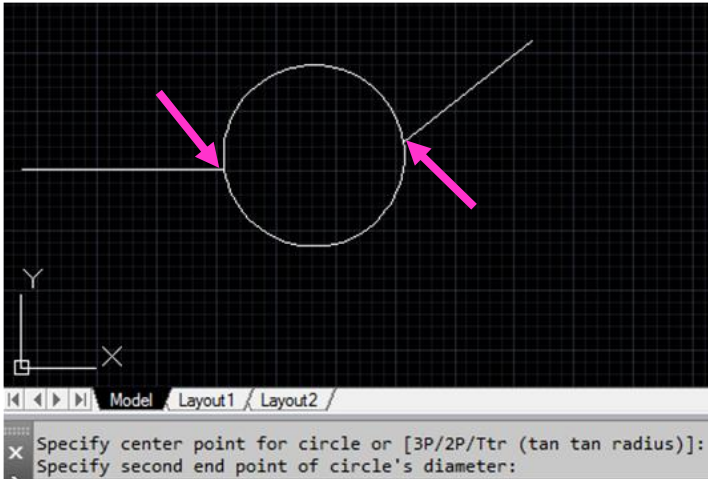 Y
X
Model Layout1 Layout2
Specify center point for circle or [3P/2P/Ttr (tan tan radius)]:
Specify second end point of circle's diameter: